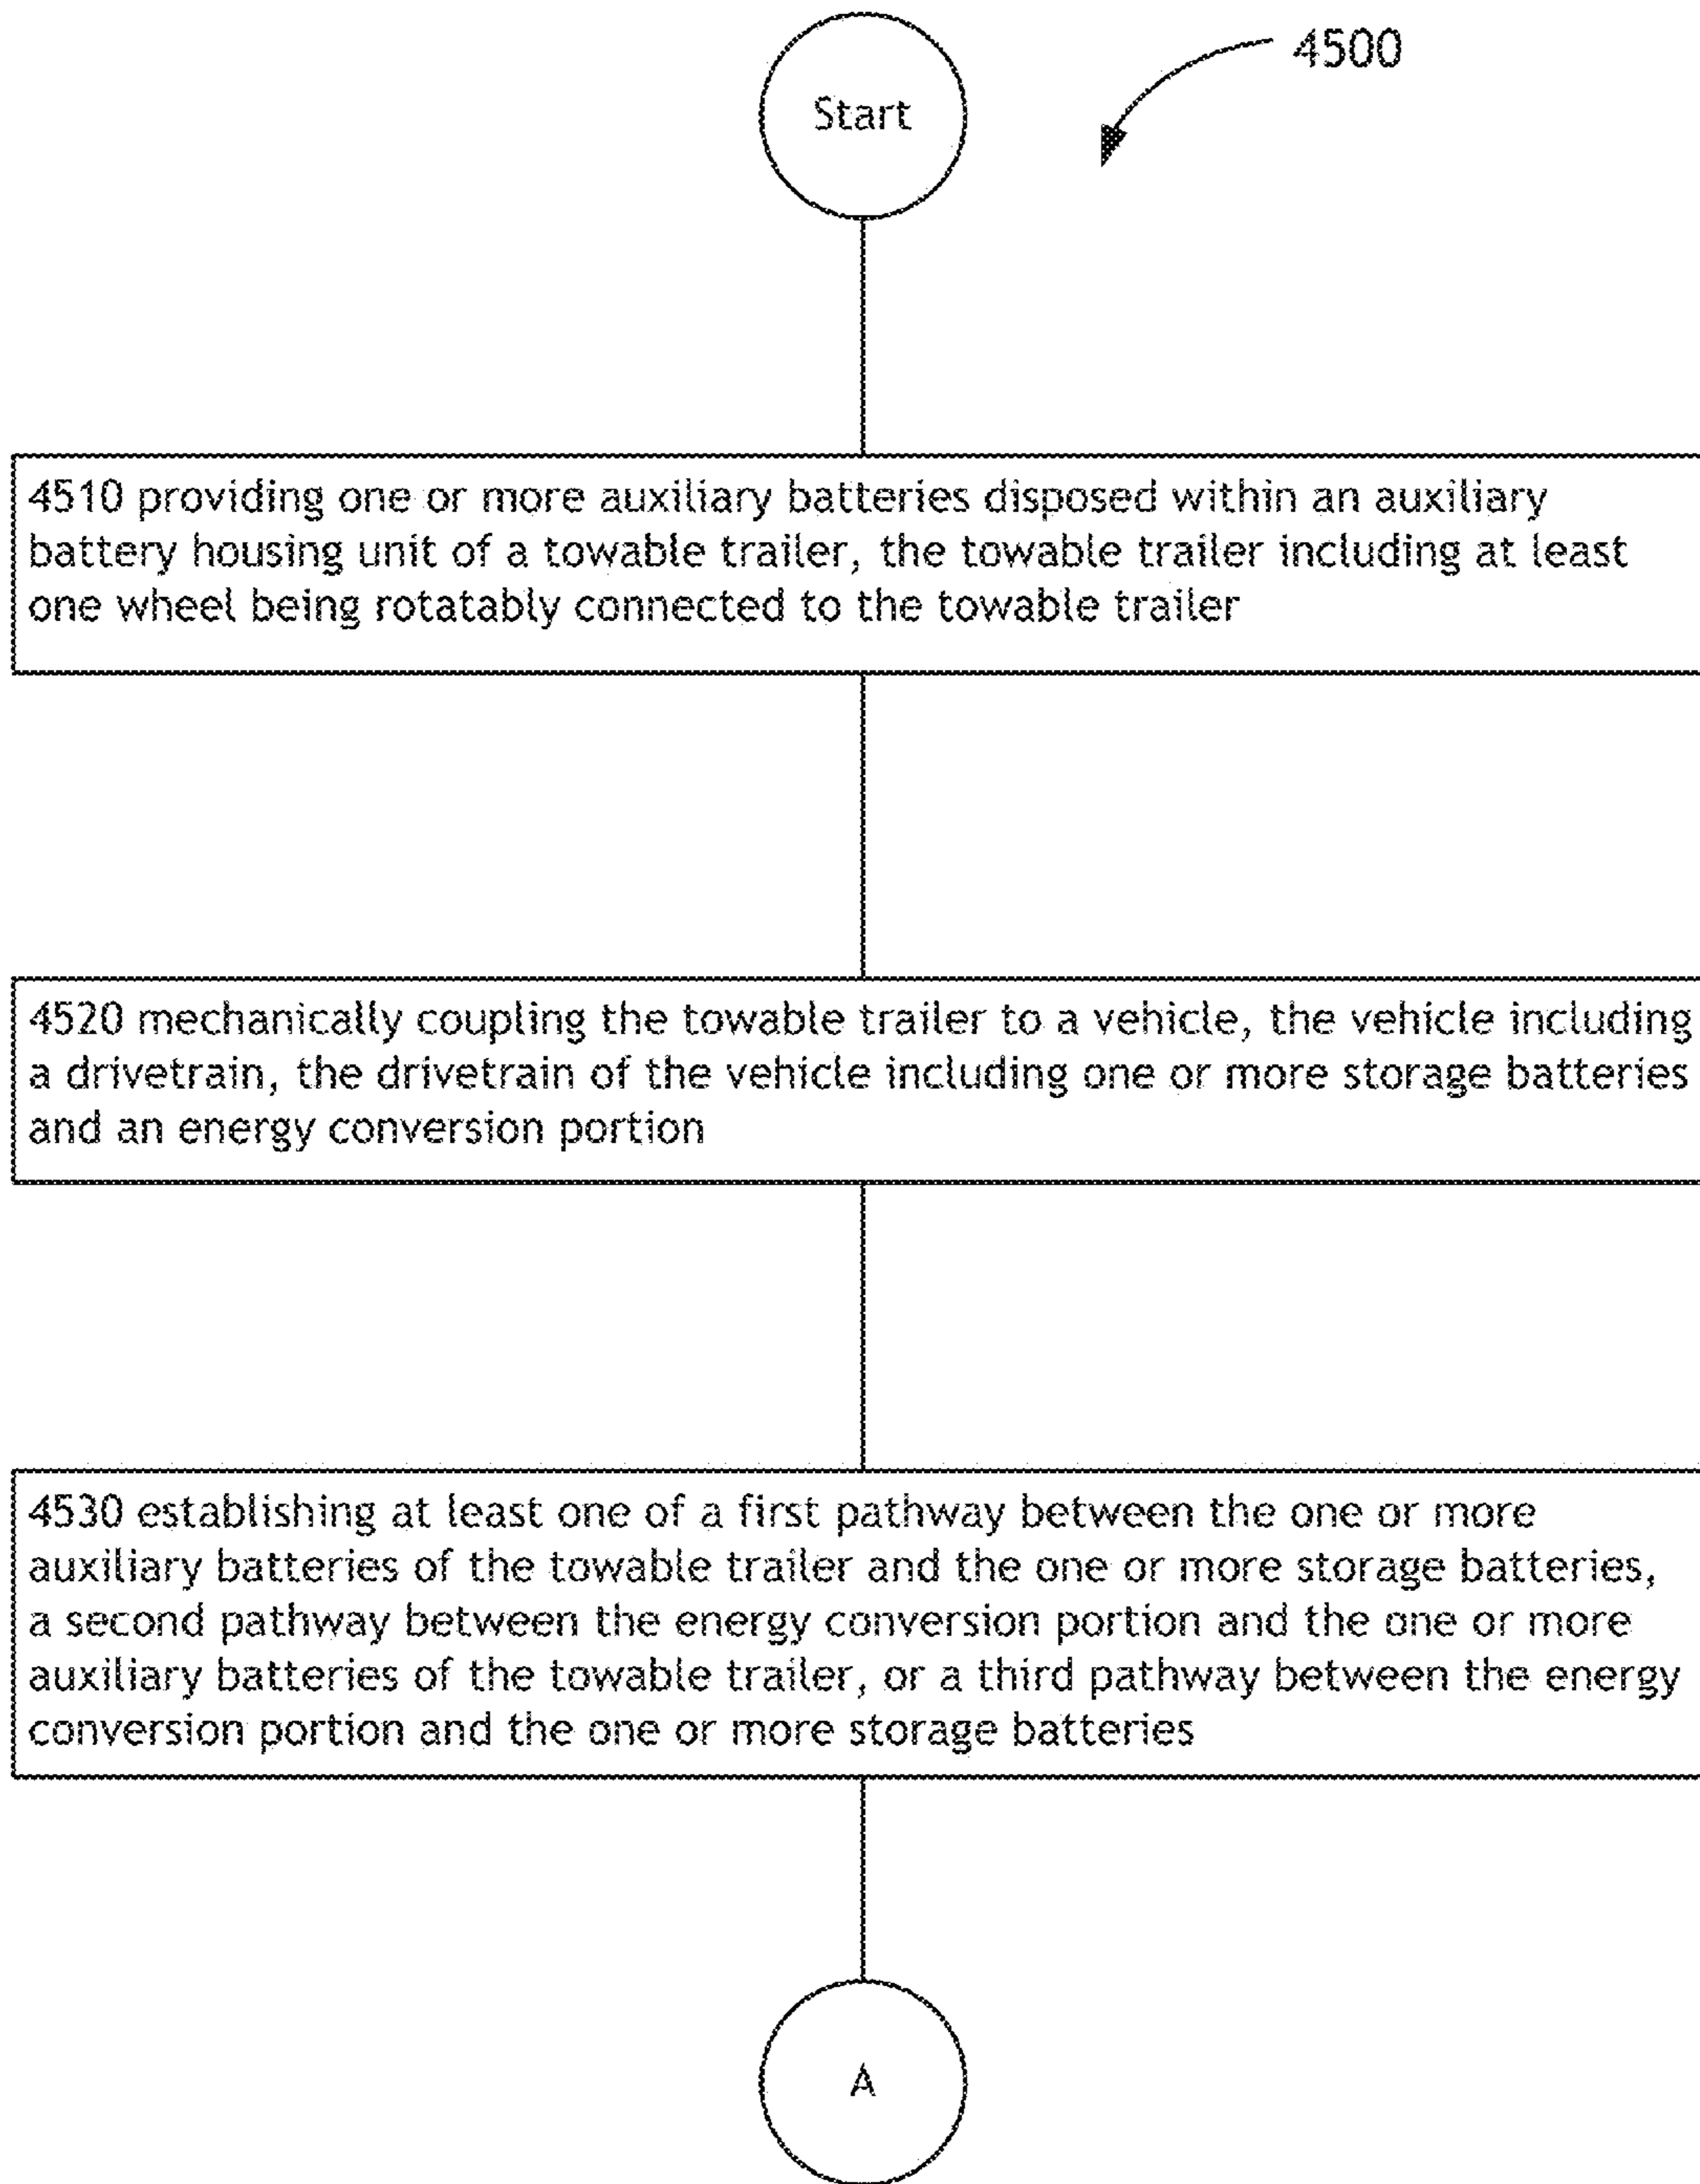 Start
4500
4510 providing one or more auxiliary batteries disposed within an auxiliary
battery housing unit of a towable trailer, the towable trailer including at least
one wheel being rotatably connected to the towable trailer
4520 mechanically coupling the towable trailer to a vehicle, the vehicle including
a drivetrain, the drivetrain of the vehicle including one or more storage batteries
and an energy conversion portion
4530 establishing at least one of a first pathway between the one or more
auxiliary batteries of the towable trailer and the one or more storage batteries,
a second pathway between the energy conversion portion and the one or more
auxiliary batteries of the towable trailer, or a third pathway between the energy
conversion portion and the one or more storage batteries
A